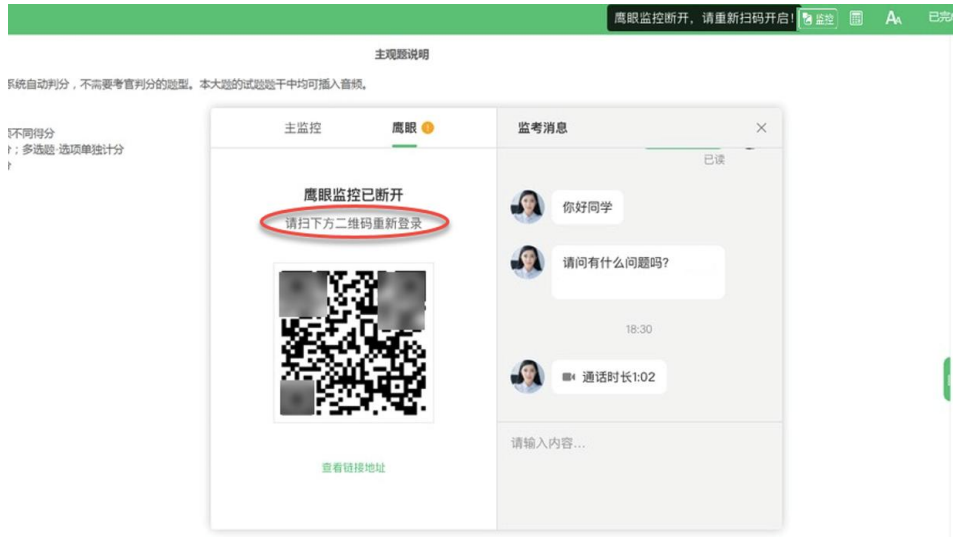 鹰眼监控断开，请重新扫码开启！
监控
主观题说明
系统自动判分，不需要考官判分的题型。本大题的试题题干中均可插入音频。
不同得分
；多选题-选项单独计分
主监控
鹰眼
鹰眼监控已断开
请扫下方二维码重新登录
查看链接地址
监考消息
已读
你好同学
请问有什么问题吗?
18:30
通话时长1:02
请输入内容...